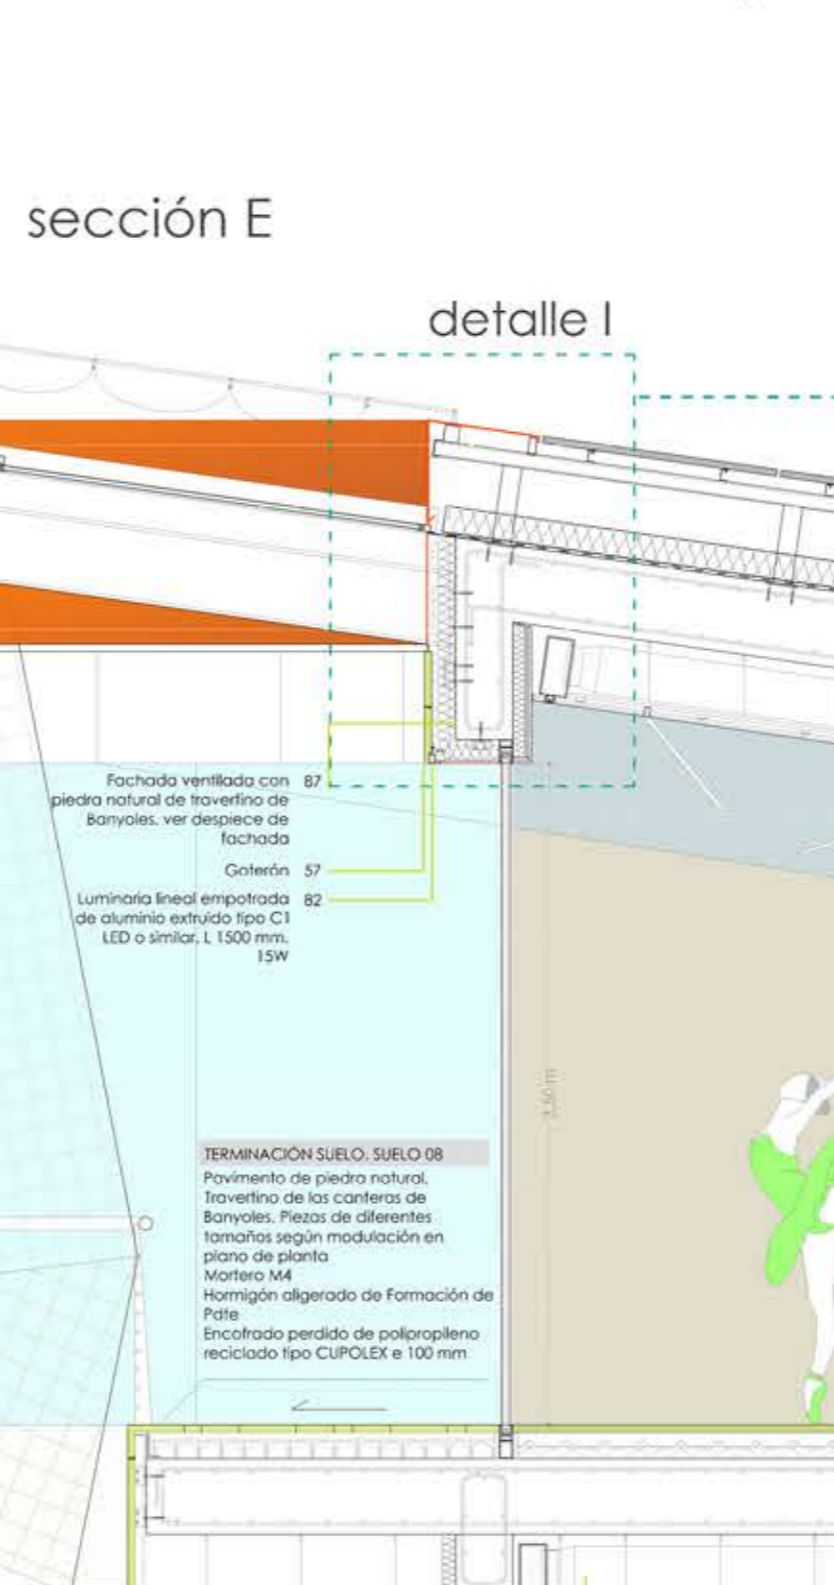 sección E
detalle I
Fachada ventilada con 87
piedra natural de travertino de
Banyoles, ver despiece de
fachada
Goterón 57
Luminaria lineal empotrada 82
de aluminio extruido tipo C1
LED o similar, L 1500 mm.
15W
3,60 m
TERMINACIÓN SUELO. SUELO 08
Pavimento de piedra natural.
Travertino de las canteras de
Banyoles. Piezas de diferentes
tamaños según modulación en
plano de planta
Mortero M4
Hormigón aligerado de Formación de
Pdte
Encofrado perdido de polipropileno
reciclado tipo CUPOLEX e 100 mm